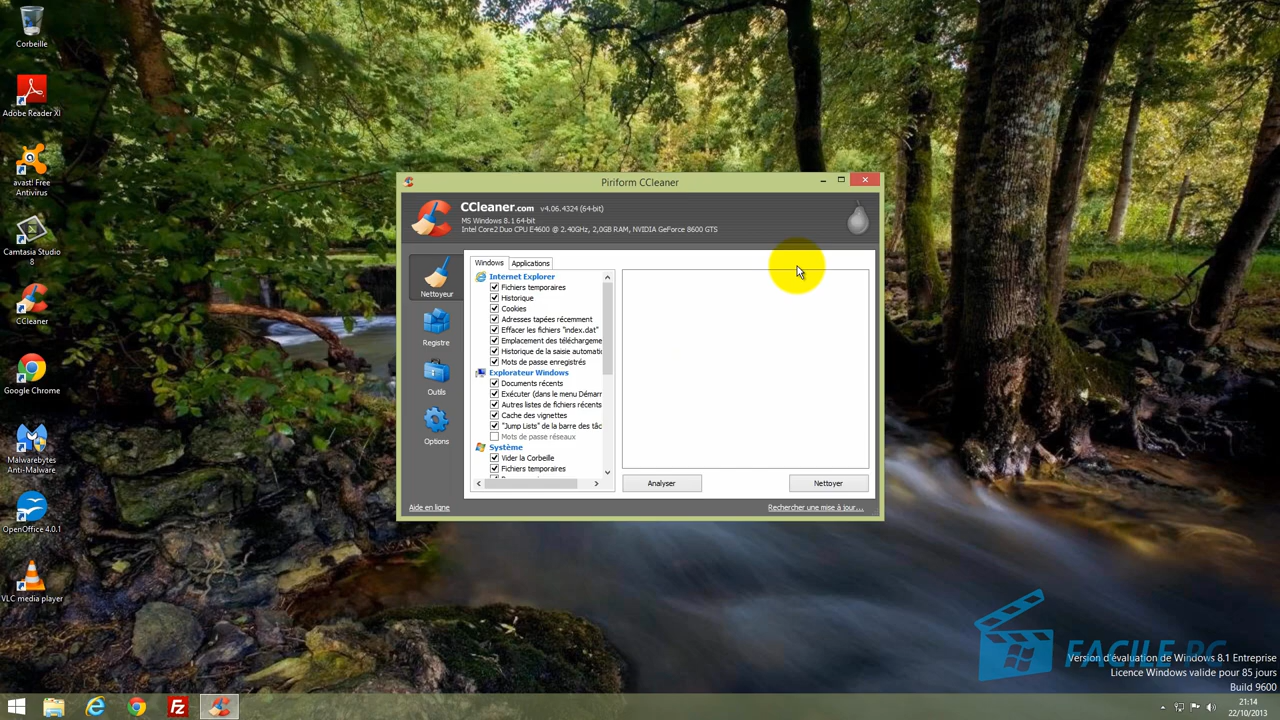 Corbeille
Adobe Reader XI
avast! Free
Antivirus
Camtasia Studio
8
CCleaner
Google Chrome
Malwarebytes
Anti-Malware
OpenOffice 4.0.1
VLC media player
Piriform CCleaner
CCleaner.com v4.06.4324 (64-bit)
MS Windows 8.1 64-bit
Intel Core2 Duo CPU E4600 @ 2.40GHz, 2,0GB RAM, NVIDIA GeForce 8600 GTS
Nettoyeur
Registre
Outils
Options
Windows Applications
Internet Explorer
Fichiers temporaires
Historique
Cookies
Adresses tapées récemment
Effacer les fichiers "index.dat"
Emplacement des téléchargeme
Historique de la saisie automatic
Mots de passe enregistrés
Explorateur Windows
Documents récents
Exécuter (dans le menu Démarr
Autres listes de fichiers récents
Cache des vignettes
"Jump Lists" de la barre des tâc
Mots de passe réseaux
Système
Vider la Corbeille
Fichiers temporaires
Analyser
Nettoyer
Aide en ligne
Rechercher une mise à jour...
FACILE PC
Version d'évaluation de Windows 8.1 Entreprise
Licence Windows valide pour 85 jours
Build 9600
21:14
22/10/2013